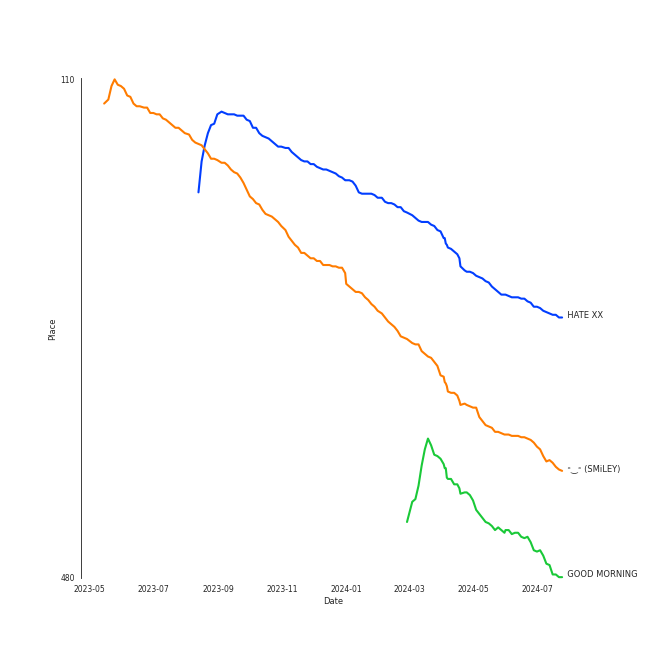 110
Place
HATE XX
ᵔ‿ᵔ (SMiLEY)
GOOD MORNING
480
2023-05 2023-07 2023-09 2023-11 2024-01 2024-03 2024-05 2024-07
Date